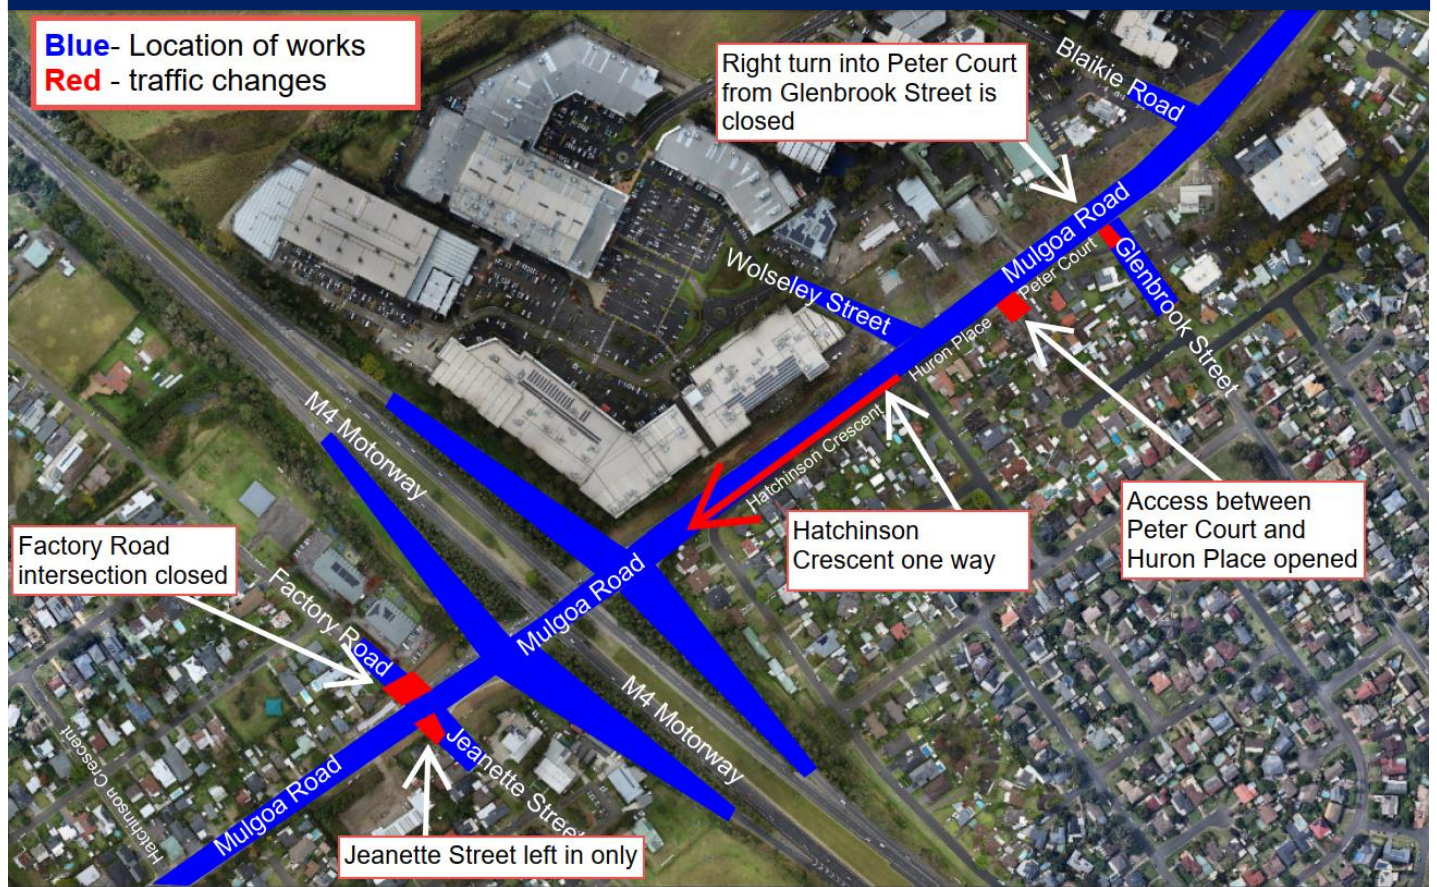 Blue- Location of works
Red - traffic changes
Right turn into Peter Court
from Glenbrook Street is
closed
Blaikie Road
Mulgoa Road
Peter Court
Glenbrook Street
Wolseley Street
Huron Place
Hatchinson Crescent
M4 Motorway
Access between
Peter Court and
Huron Place opened
Hatchinson
Crescent one way
Factory Road
intersection closed
Factory Road
Mulgoa Road
M4 Motorway
Jeanette Street
Hatchinson Crescent
Mulgoa Road
Jeanette Street left in only